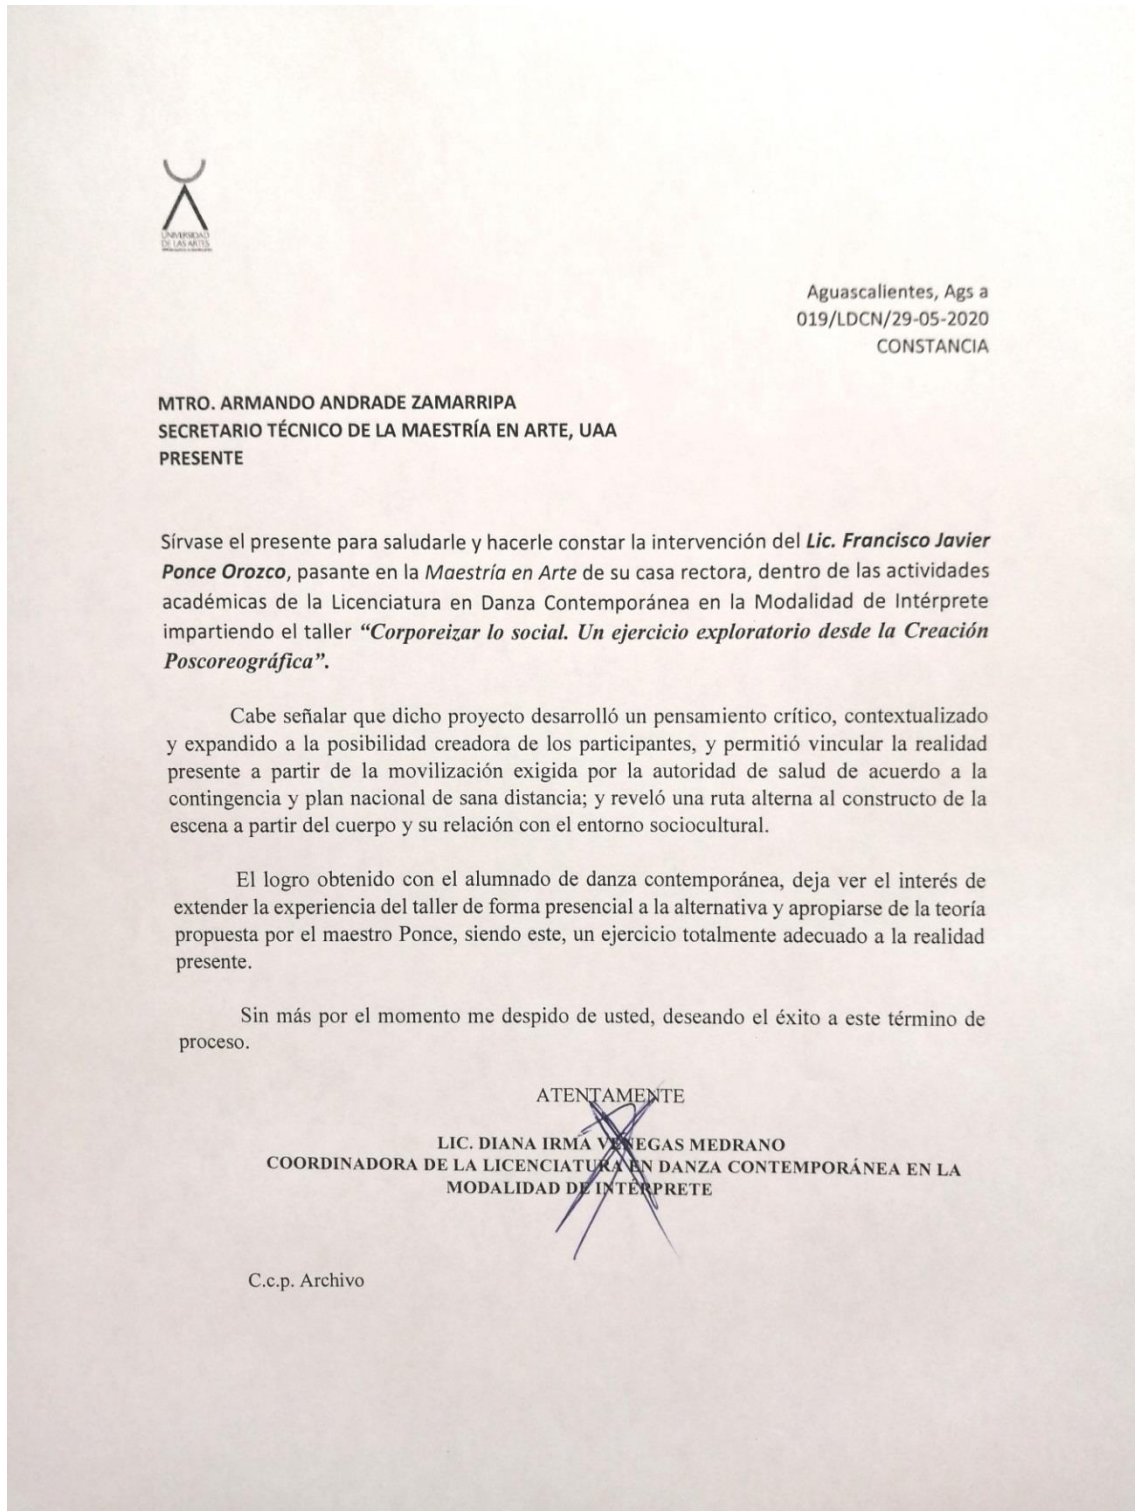 UNIVERSIDAD
DE LAS ARTES
Aguascalientes, Ags a
019/LDCN/29-05-2020
CONSTANCIA
MTRO. ARMANDO ANDRADE ZAMARRIPA
SECRETARIO TÉCNICO DE LA MAESTRÍA EN ARTE, UAA
PRESENTE
Sírvase el presente para saludarle y hacerle constar la intervención del Lic. Francisco Javier
Ponce Orozco, pasante en la Maestría en Arte de su casa rectora, dentro de las actividades
académicas de la Licenciatura en Danza Contemporánea en la Modalidad de Intérprete
impartiendo el taller “Corporeizar lo social. Un ejercicio exploratorio desde la Creación
Poscoreográfica”.
Cabe señalar que dicho proyecto desarrolló un pensamiento crítico, contextualizado
y expandido a la posibilidad creadora de los participantes, y permitió vincular la realidad
presente a partir de la movilización exigida por la autoridad de salud de acuerdo a la
contingencia y plan nacional de sana distancia; y reveló una ruta alterna al constructo de la
escena a partir del cuerpo y su relación con el entorno sociocultural.
El logro obtenido con el alumnado de danza contemporánea, deja ver el interés de
extender la experiencia del taller de forma presencial a la alternativa y apropiarse de la teoría
propuesta por el maestro Ponce, siendo este, un ejercicio totalmente adecuado a la realidad
presente.
Sin más por el momento me despido de usted, deseando el éxito a este término de
proceso.
ATENTAMENTE
LIC. DIANA IRMA VENEGAS MEDRANO
COORDINADORA DE LA LICENCIATURA EN DANZA CONTEMPORÁNEA EN LA
MODALIDAD DE INTÉRPRETE
C.c.p. Archivo